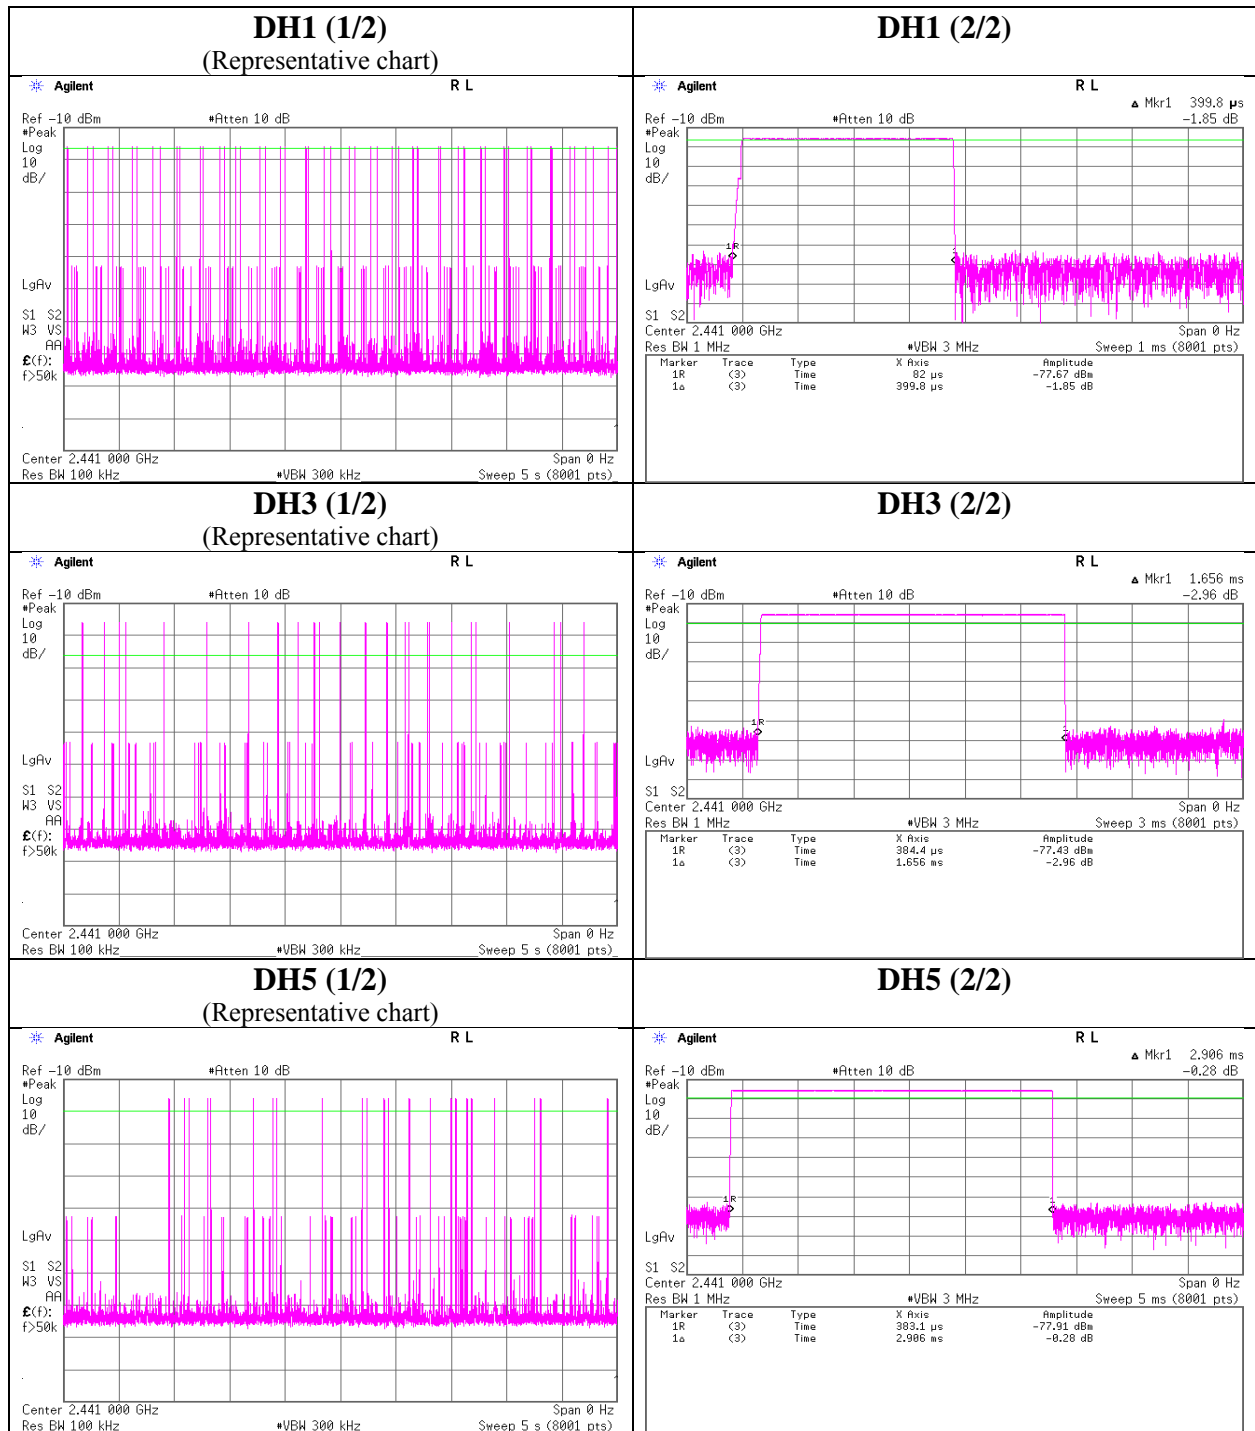 DH1 (1/2)
(Representative chart)
Agilent
R L
Ref -10 dBm
#Atten 10 dB
#Peak
Log
10
dB/
LgAv
S1 S2
W3 VS
AA
£(f):
f>50k
Center 2.441 000 GHz
Span 0 Hz
Res BW 100 kHz
#VBW 300 kHz
Sweep 5 s (8001 pts)
DH1 (2/2)
Agilent
R L
Δ Mkr1 399.8 µs
Ref -10 dBm
#Atten 10 dB
-1.85 dB
#Peak
Log
10
dB/
1R
1
LgAv
S1 S2
Center 2.441 000 GHz
Span 0 Hz
Res BW 1 MHz
#VBW 3 MHz
Sweep 1 ms (8001 pts)
Marker Trace Type X Axis Amplitude
1R (3) Time 82 µs -77.67 dBm
1Δ (3) Time 399.8 µs -1.85 dB
DH3 (1/2)
(Representative chart)
Agilent
R L
Ref -10 dBm
#Atten 10 dB
#Peak
Log
10
dB/
LgAv
S1 S2
W3 VS
AA
£(f):
f>50k
Center 2.441 000 GHz
Span 0 Hz
Res BW 100 kHz
#VBW 300 kHz
Sweep 5 s (8001 pts)
DH3 (2/2)
Agilent
R L
Δ Mkr1 1.656 ms
Ref -10 dBm
#Atten 10 dB
-2.96 dB
#Peak
Log
10
dB/
1R
1
LgAv
S1 S2
Center 2.441 000 GHz
Span 0 Hz
Res BW 1 MHz
#VBW 3 MHz
Sweep 3 ms (8001 pts)
Marker Trace Type X Axis Amplitude
1R (3) Time 384.4 µs -77.43 dBm
1Δ (3) Time 1.656 ms -2.96 dB
DH5 (1/2)
(Representative chart)
Agilent
R L
Ref -10 dBm
#Atten 10 dB
#Peak
Log
10
dB/
LgAv
S1 S2
W3 VS
AA
£(f):
f>50k
Center 2.441 000 GHz
Span 0 Hz
Res BW 100 kHz
#VBW 300 kHz
Sweep 5 s (8001 pts)
DH5 (2/2)
Agilent
R L
Δ Mkr1 2.906 ms
Ref -10 dBm
#Atten 10 dB
-0.28 dB
#Peak
Log
10
dB/
1R
1
LgAv
S1 S2
Center 2.441 000 GHz
Span 0 Hz
Res BW 1 MHz
#VBW 3 MHz
Sweep 5 ms (8001 pts)
Marker Trace Type X Axis Amplitude
1R (3) Time 383.1 µs -77.91 dBm
1Δ (3) Time 2.906 ms -0.28 dB